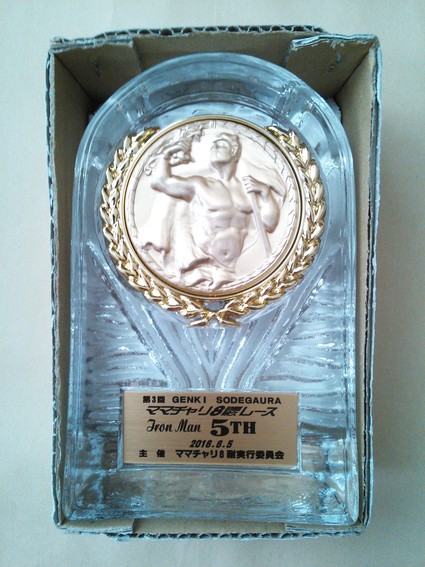 第3回 GENKI SODEGAURA
ママチャリ8耐レース
Iron Man 5TH
2016.6.5
主催 ママチャリ8耐実行委員会